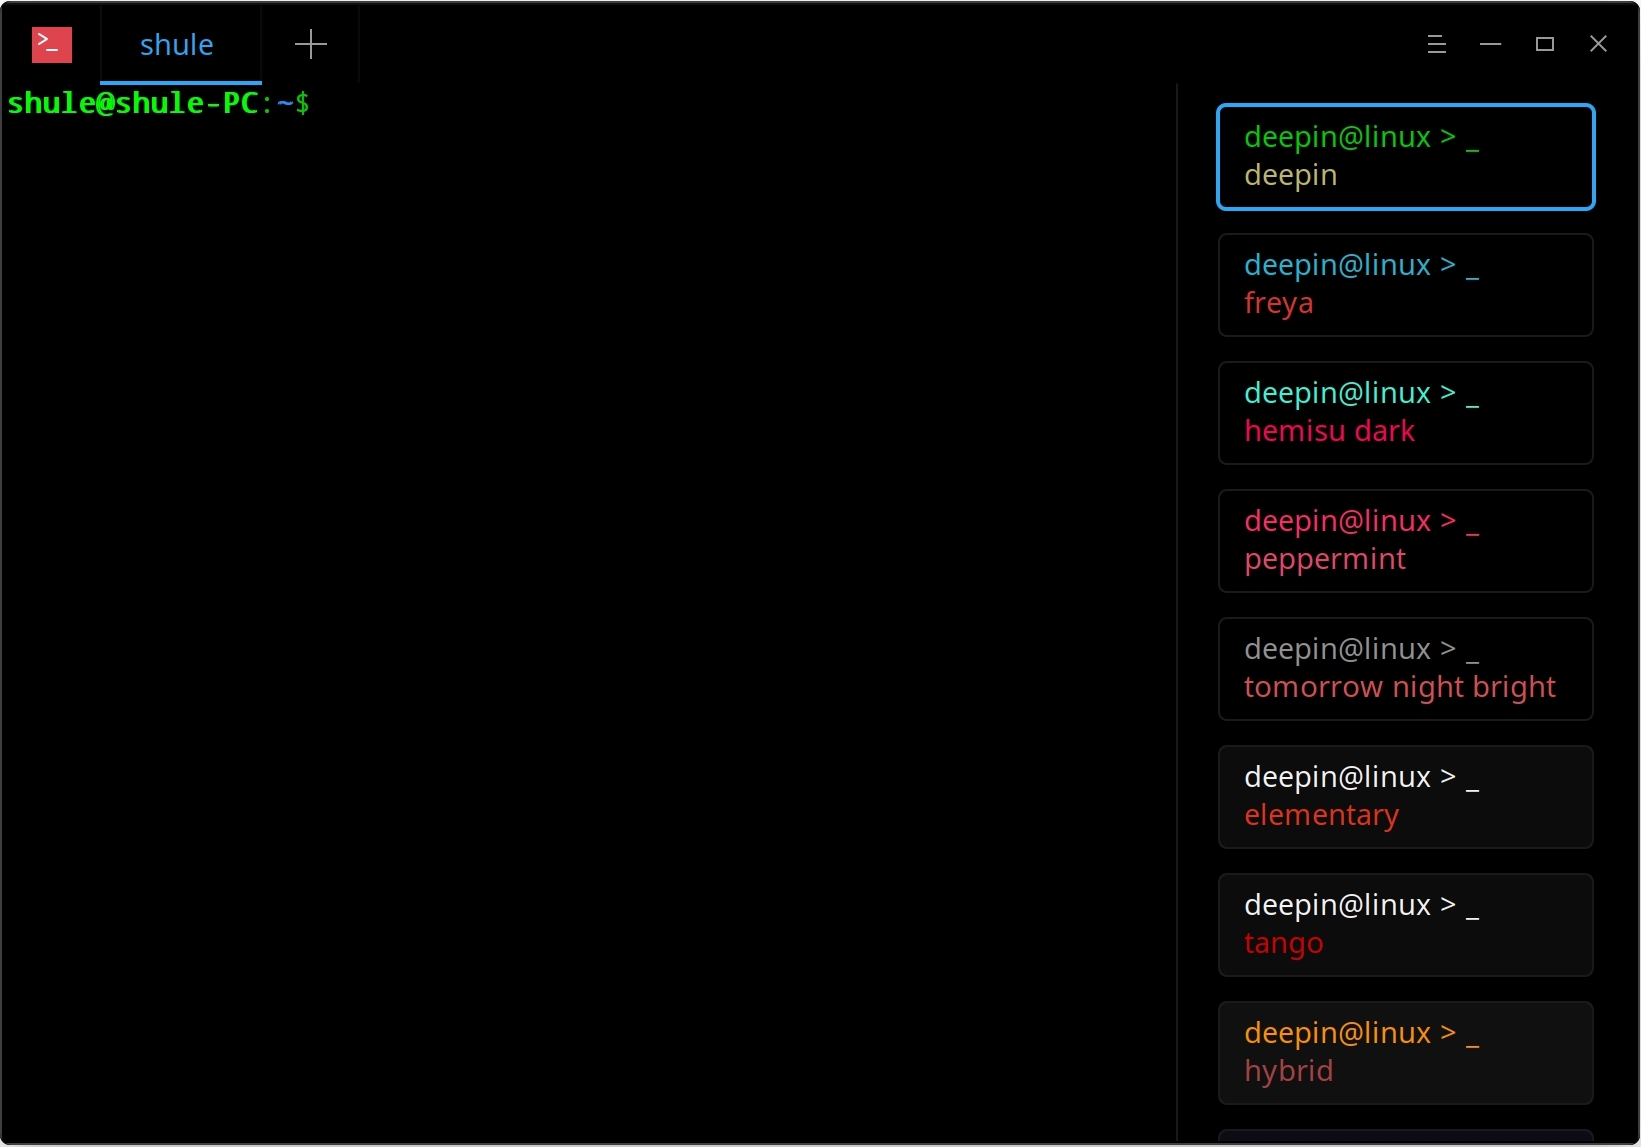 shule
shule@shule-PC:~$
deepin@linux > _
deepin
deepin@linux > _
freya
deepin@linux > _
hemisu dark
deepin@linux > _
peppermint
deepin@linux > _
tomorrow night bright
deepin@linux > _
elementary
deepin@linux > _
tango
deepin@linux > _
hybrid